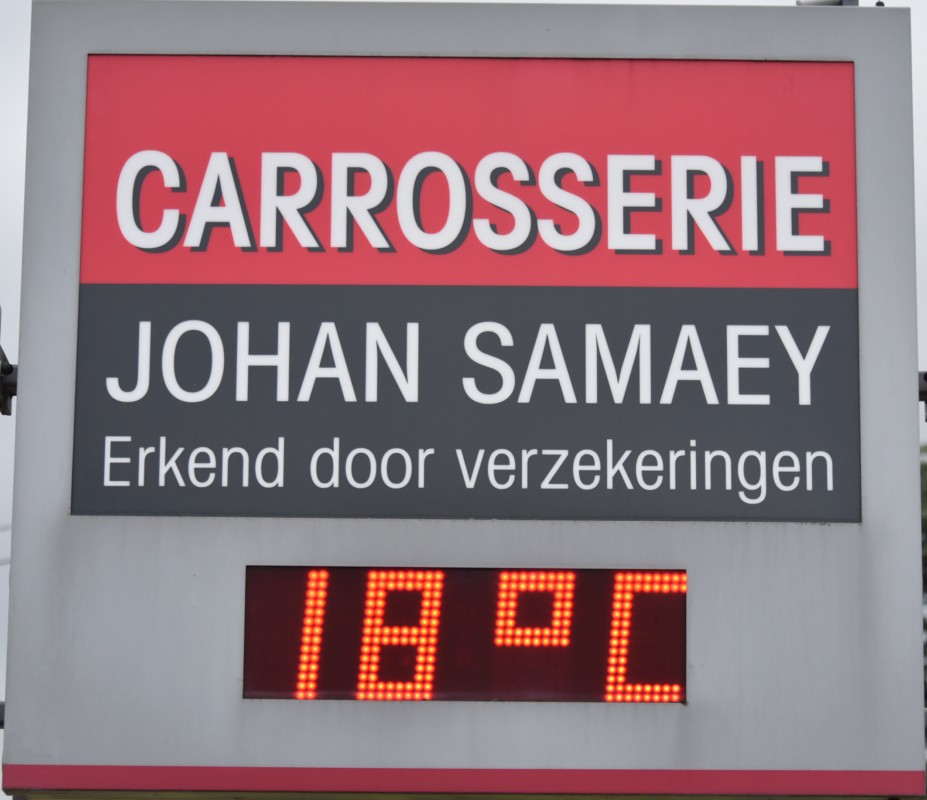 CARROSSERIE
JOHAN SAMAEY
Erkend door verzekeringen
18°C